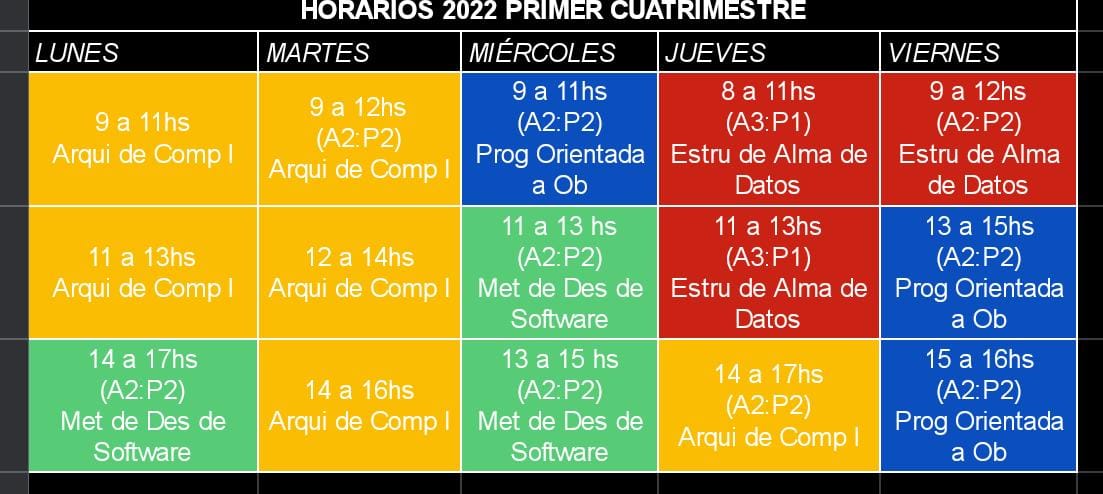 HORARIOS 2022 PRIMER CUATRIMESTRE
LUNES
MARTES
MIÉRCOLES
JUEVES
VIERNES
9 a 11hs
Arqui de Comp I
9 a 12hs
(A2:P2)
Arqui de Comp I
9 a 11hs
(A2:P2)
Prog Orientada
a Ob
8 a 11hs
(A3:P1)
Estru de Alma de
Datos
9 a 12hs
(A2:P2)
Estru de Alma
de Datos
11 a 13hs
Arqui de Comp I
12 a 14hs
Arqui de Comp I
11 a 13 hs
(A2:P2)
Met de Des de
Software
11 a 13hs
(A3:P1)
Estru de Alma de
Datos
13 a 15hs
(A2:P2)
Prog Orientada
a Ob
14 a 17hs
(A2:P2)
Met de Des de
Software
14 a 16hs
Arqui de Comp I
13 a 15 hs
(A2:P2)
Met de Des de
Software
14 a 17hs
(A2:P2)
Arqui de Comp I
15 a 16hs
(A2:P2)
Prog Orientada
a Ob